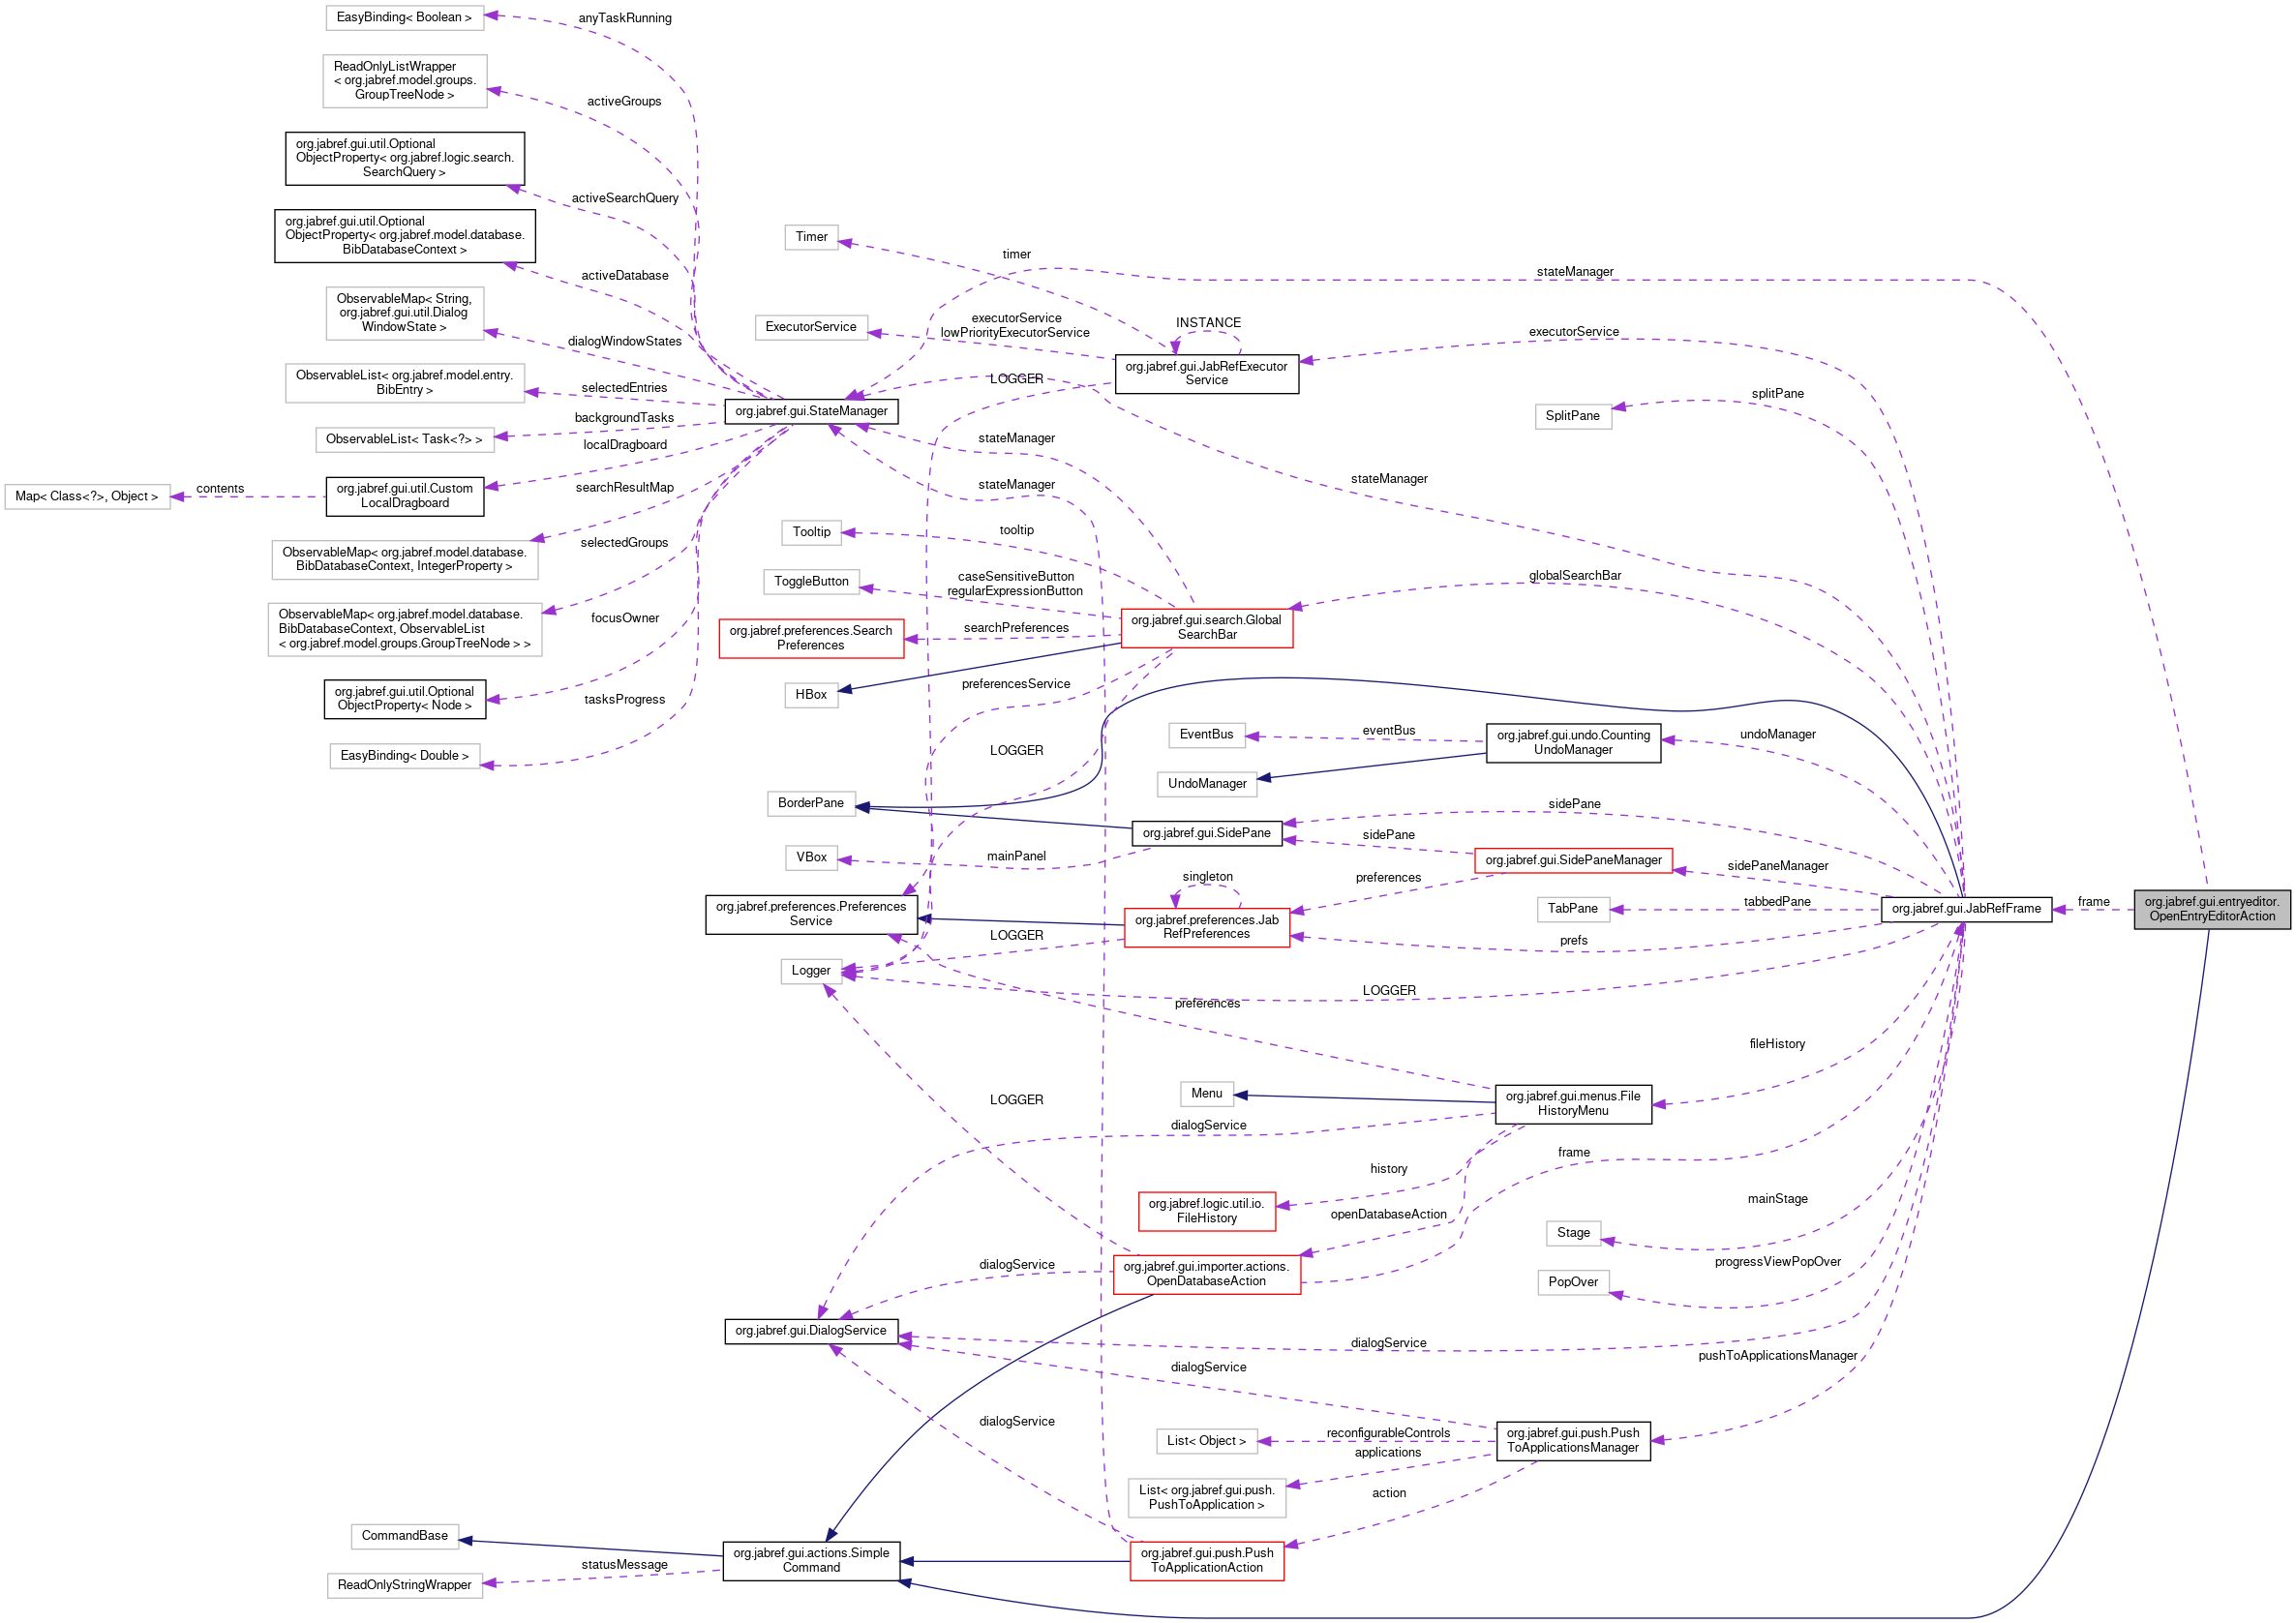 EasyBinding< Boolean >
anyTaskRunning
ReadOnlyListWrapper
< org.jabref.model.groups.
GroupTreeNode >
activeGroups
org.jabref.gui.util.Optional
ObjectProperty< org.jabref.logic.search.
SearchQuery >
activeSearchQuery
org.jabref.gui.util.Optional
ObjectProperty< org.jabref.model.database.
BibDatabaseContext >
activeDatabase
ObservableMap< String,
org.jabref.gui.util.Dialog
WindowState >
dialogWindowStates
ObservableList< org.jabref.model.entry.
BibEntry >
selectedEntries
ObservableList< Task<?> >
backgroundTasks
localDragboard
Map< Class<?>, Object >
contents
org.jabref.gui.util.Custom
LocalDragboard
searchResultMap
ObservableMap< org.jabref.model.database.
BibDatabaseContext, IntegerProperty >
selectedGroups
ObservableMap< org.jabref.model.database.
BibDatabaseContext, ObservableList
< org.jabref.model.groups.GroupTreeNode > >
focusOwner
org.jabref.gui.util.Optional
ObjectProperty< Node >
tasksProgress
EasyBinding< Double >
org.jabref.gui.StateManager
Timer
timer
stateManager
ExecutorService
executorService
lowPriorityExecutorService
INSTANCE
executorService
org.jabref.gui.JabRefExecutor
Service
LOGGER
splitPane
SplitPane
stateManager
stateManager
stateManager
Tooltip
tooltip
ToggleButton
caseSensitiveButton
regularExpressionButton
globalSearchBar
org.jabref.gui.search.Global
SearchBar
org.jabref.preferences.Search
Preferences
searchPreferences
HBox
preferencesService
EventBus
eventBus
org.jabref.gui.undo.Counting
UndoManager
undoManager
LOGGER
UndoManager
BorderPane
org.jabref.gui.SidePane
sidePane
sidePane
VBox
mainPanel
org.jabref.gui.SidePaneManager
sidePaneManager
singleton
preferences
org.jabref.preferences.Preferences
Service
org.jabref.preferences.Jab
RefPreferences
TabPane
tabbedPane
org.jabref.gui.JabRefFrame
frame
org.jabref.gui.entryeditor.
OpenEntryEditorAction
LOGGER
prefs
Logger
LOGGER
preferences
fileHistory
Menu
org.jabref.gui.menus.File
HistoryMenu
LOGGER
dialogService
frame
history
org.jabref.logic.util.io.
FileHistory
mainStage
openDatabaseAction
Stage
dialogService
org.jabref.gui.importer.actions.
OpenDatabaseAction
progressViewPopOver
PopOver
org.jabref.gui.DialogService
dialogService
pushToApplicationsManager
dialogService
dialogService
List< Object >
reconfigurableControls
org.jabref.gui.push.Push
ToApplicationsManager
applications
List< org.jabref.gui.push.
PushToApplication >
action
CommandBase
org.jabref.gui.actions.Simple
Command
org.jabref.gui.push.Push
ToApplicationAction
statusMessage
ReadOnlyStringWrapper